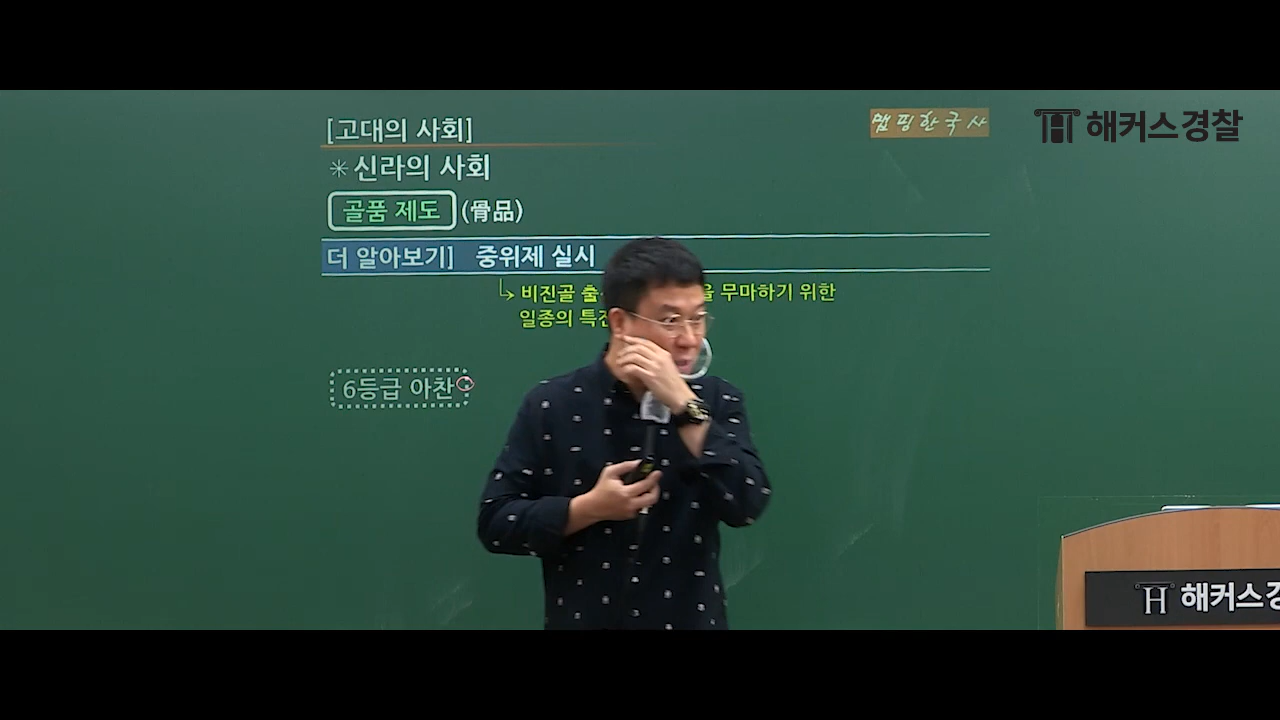 [고대의 사회]
맵핑한국사
해커스경찰
✳신라의 사회
골품 제도 (骨品)
더 알아보기] 중위제 실시
↳ 비진골 출 을 무마하기 위한
일종의
6등급 아찬
해커스경